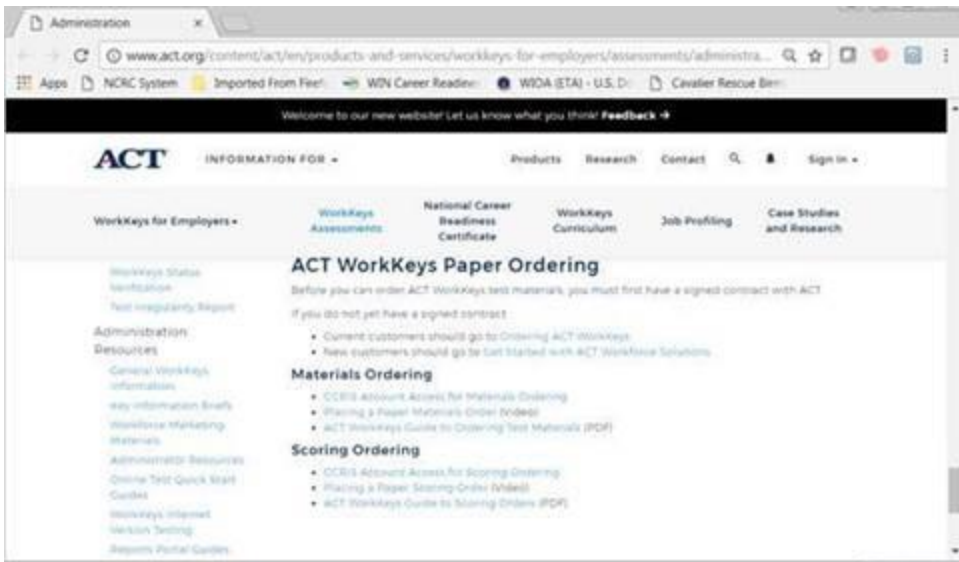 Administration
www.act.org/content/act/en/products-and-services/workkeys-for-employers/assessments/administra...
Apps NCRC System Imported From Firef WIN Career Readine WIDA (ETA) - U.S. D Cavalier Rescue
Welcome to our new website! Let us know what you think! Feedback →
ACT INFORMATION FOR Products Research Contact Sign in
WorkKeys for Employers WorkKeys Assessments National Career Readiness Certificate WorkKeys Curriculum Job Profiling Case Studies and Research
WorkKeys Status
Verification
Test Irregularity Report
Administration
Resources
General WorkKeys
Information
Key Information Briefs
Workforce Marketing
Materials
Administrator Resources
Online Test Quick Start
Guides
WorkKeys Internet
Version Testing
Reports Portal Guides
ACT WorkKeys Paper Ordering
Before you can order ACT WorkKeys test materials, you must first have a signed contract with ACT.
If you do not yet have a signed contract
• Current customers should go to Ordering ACT WorkKeys
• New customers should go to Get Started with ACT Workforce Solutions
Materials Ordering
• CCRIS Account Access for Materials Ordering
• Placing a Paper Materials Order (Video)
• ACT WorkKeys Guide to Ordering Test Materials (PDF)
Scoring Ordering
• CCRIS Account Access for Scoring Ordering
• Placing a Paper Scoring Order (Video)
• ACT WorkKeys Guide to Scoring Orders (PDF)